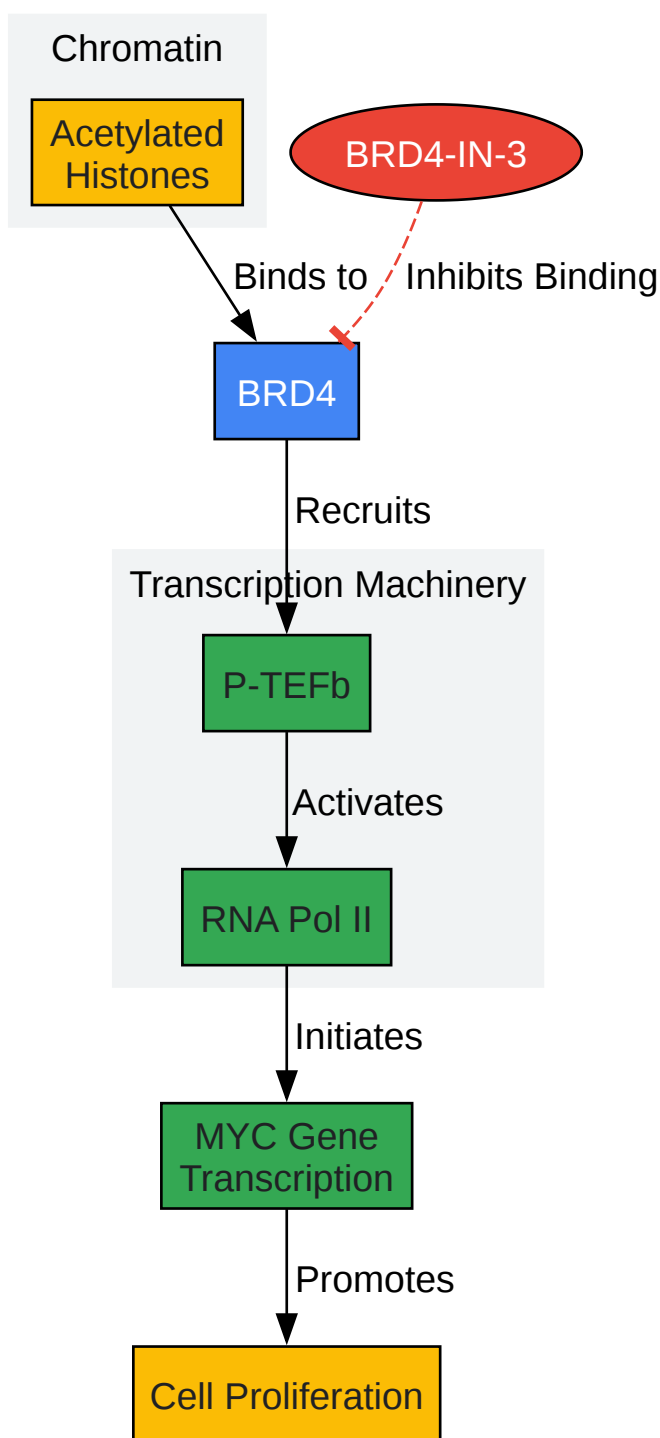 Chromatin
Acetylated
Histones
BRD4-IN-3
Binds to
Inhibits Binding
BRD4
Recruits
Transcription Machinery
P-TEFb
Activates
RNA Pol II
Initiates
MYC Gene
Transcription
Promotes
Cell Proliferation